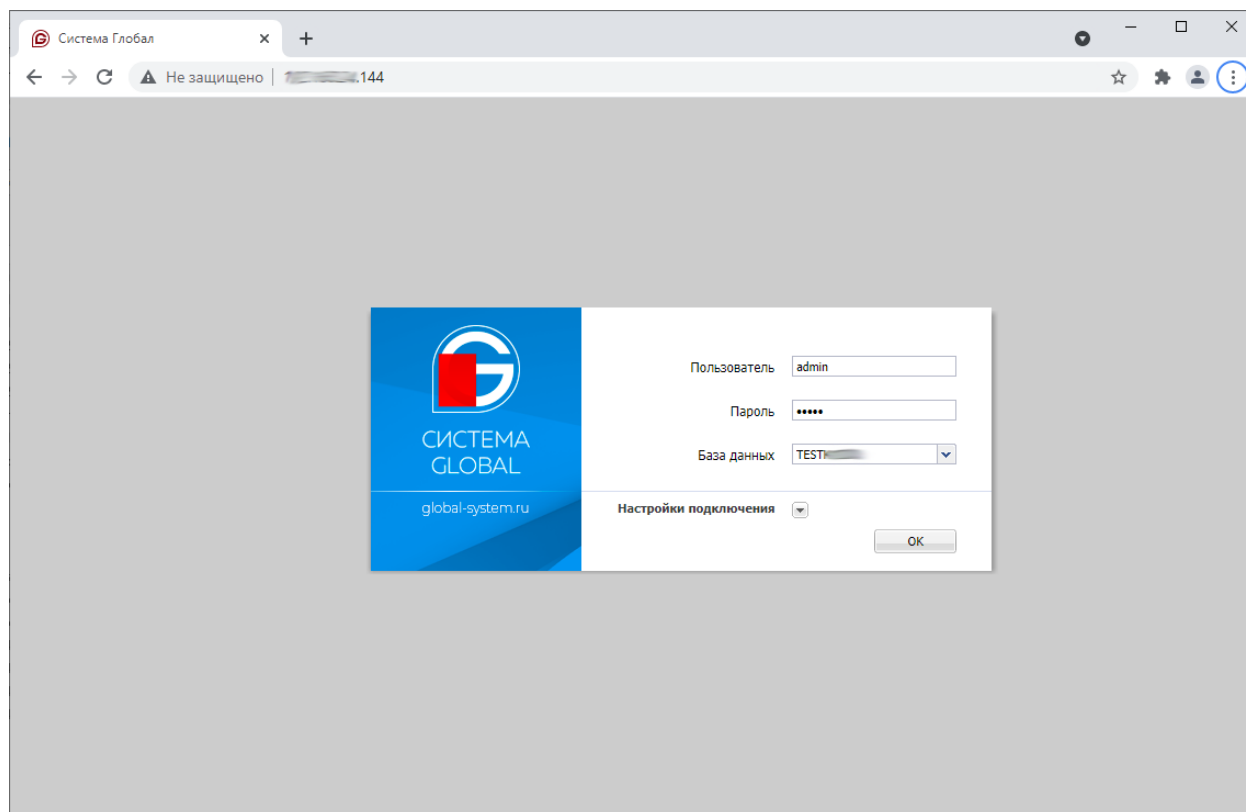 Система Глобал
Не защищено .144
Пользователь admin
Пароль •••••
База данных TEST
СИСТЕМА
GLOBAL
global-system.ru
Настройки подключения
OK